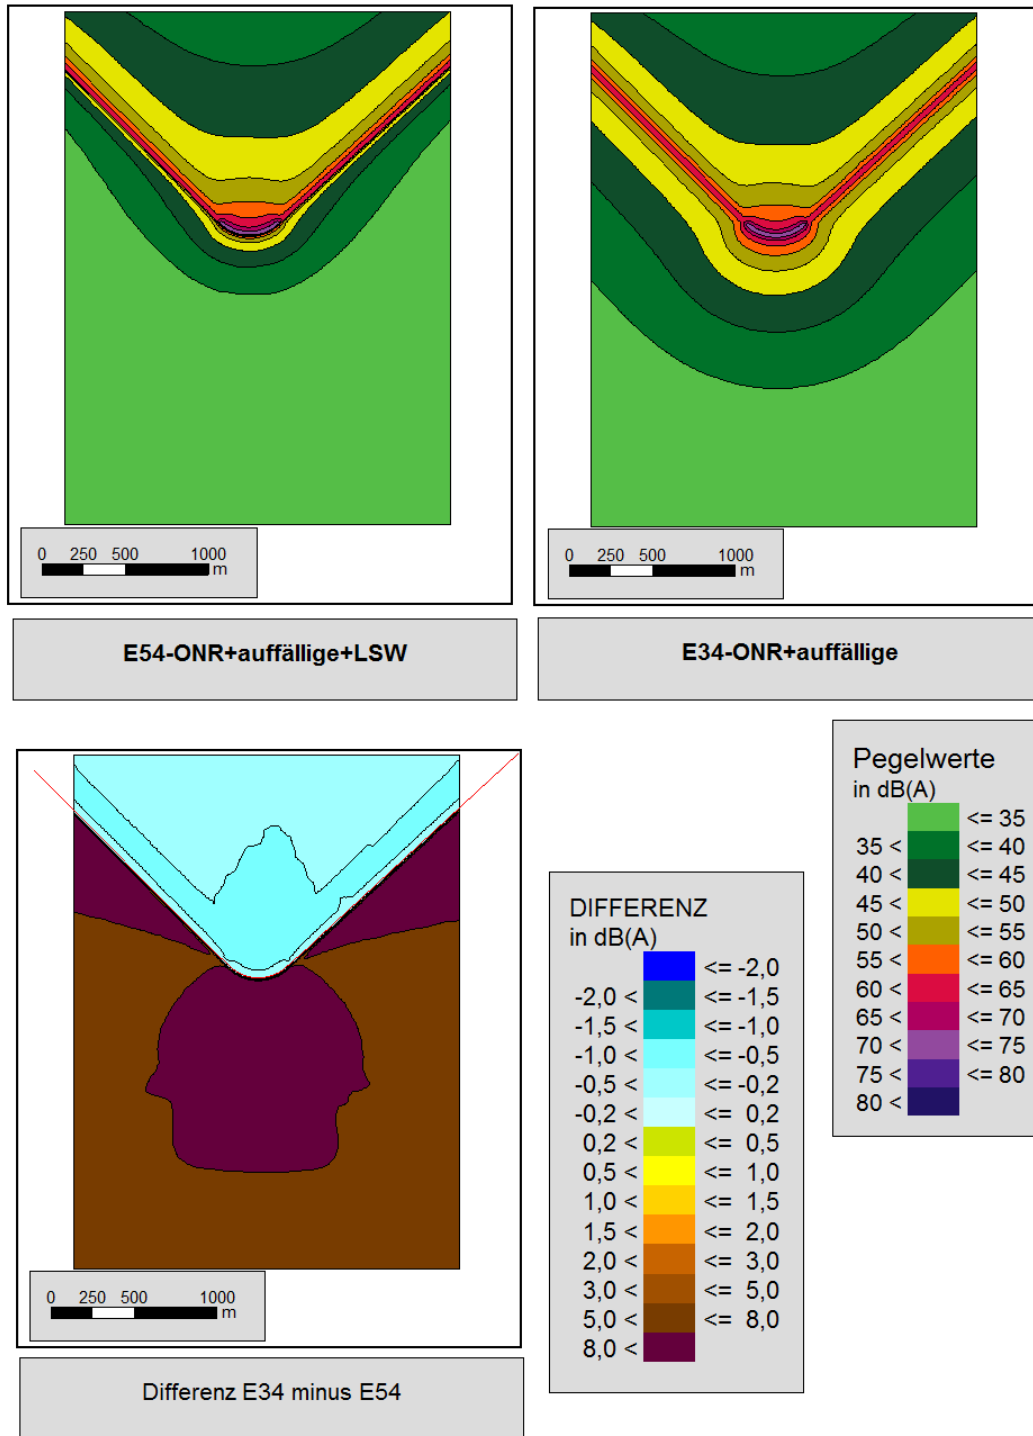 0 250 500 1000
m
0 250 500 1000
m
E54-ONR+auffällige+LSW
E34-ONR+auffällige
Pegelwerte
in dB(A)
<= 35
35 < <= 40
40 < <= 45
45 < <= 50
50 < <= 55
55 < <= 60
60 < <= 65
65 < <= 70
70 < <= 75
75 < <= 80
80 <
DIFFERENZ
in dB(A)
<= -2,0
-2,0 < <= -1,5
-1,5 < <= -1,0
-1,0 < <= -0,5
-0,5 < <= -0,2
-0,2 < <= 0,2
0,2 < <= 0,5
0,5 < <= 1,0
1,0 < <= 1,5
1,5 < <= 2,0
2,0 < <= 3,0
3,0 < <= 5,0
5,0 < <= 8,0
8,0 <
0 250 500 1000
m
Differenz E34 minus E54